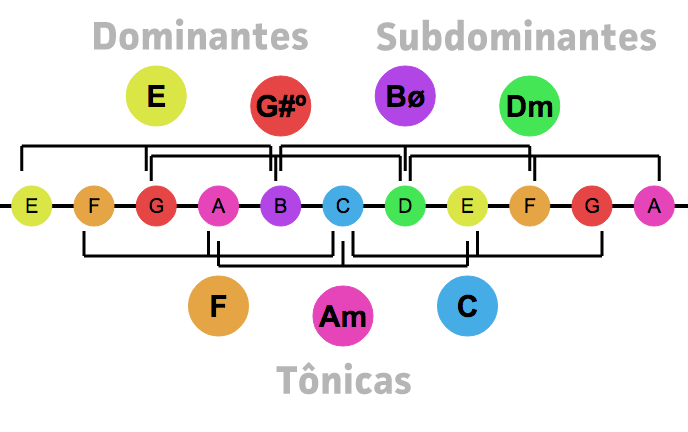 Dominantes Subdominantes
E G#º Bø Dm
E F G A B C D E F G A
F Am C
Tônicas